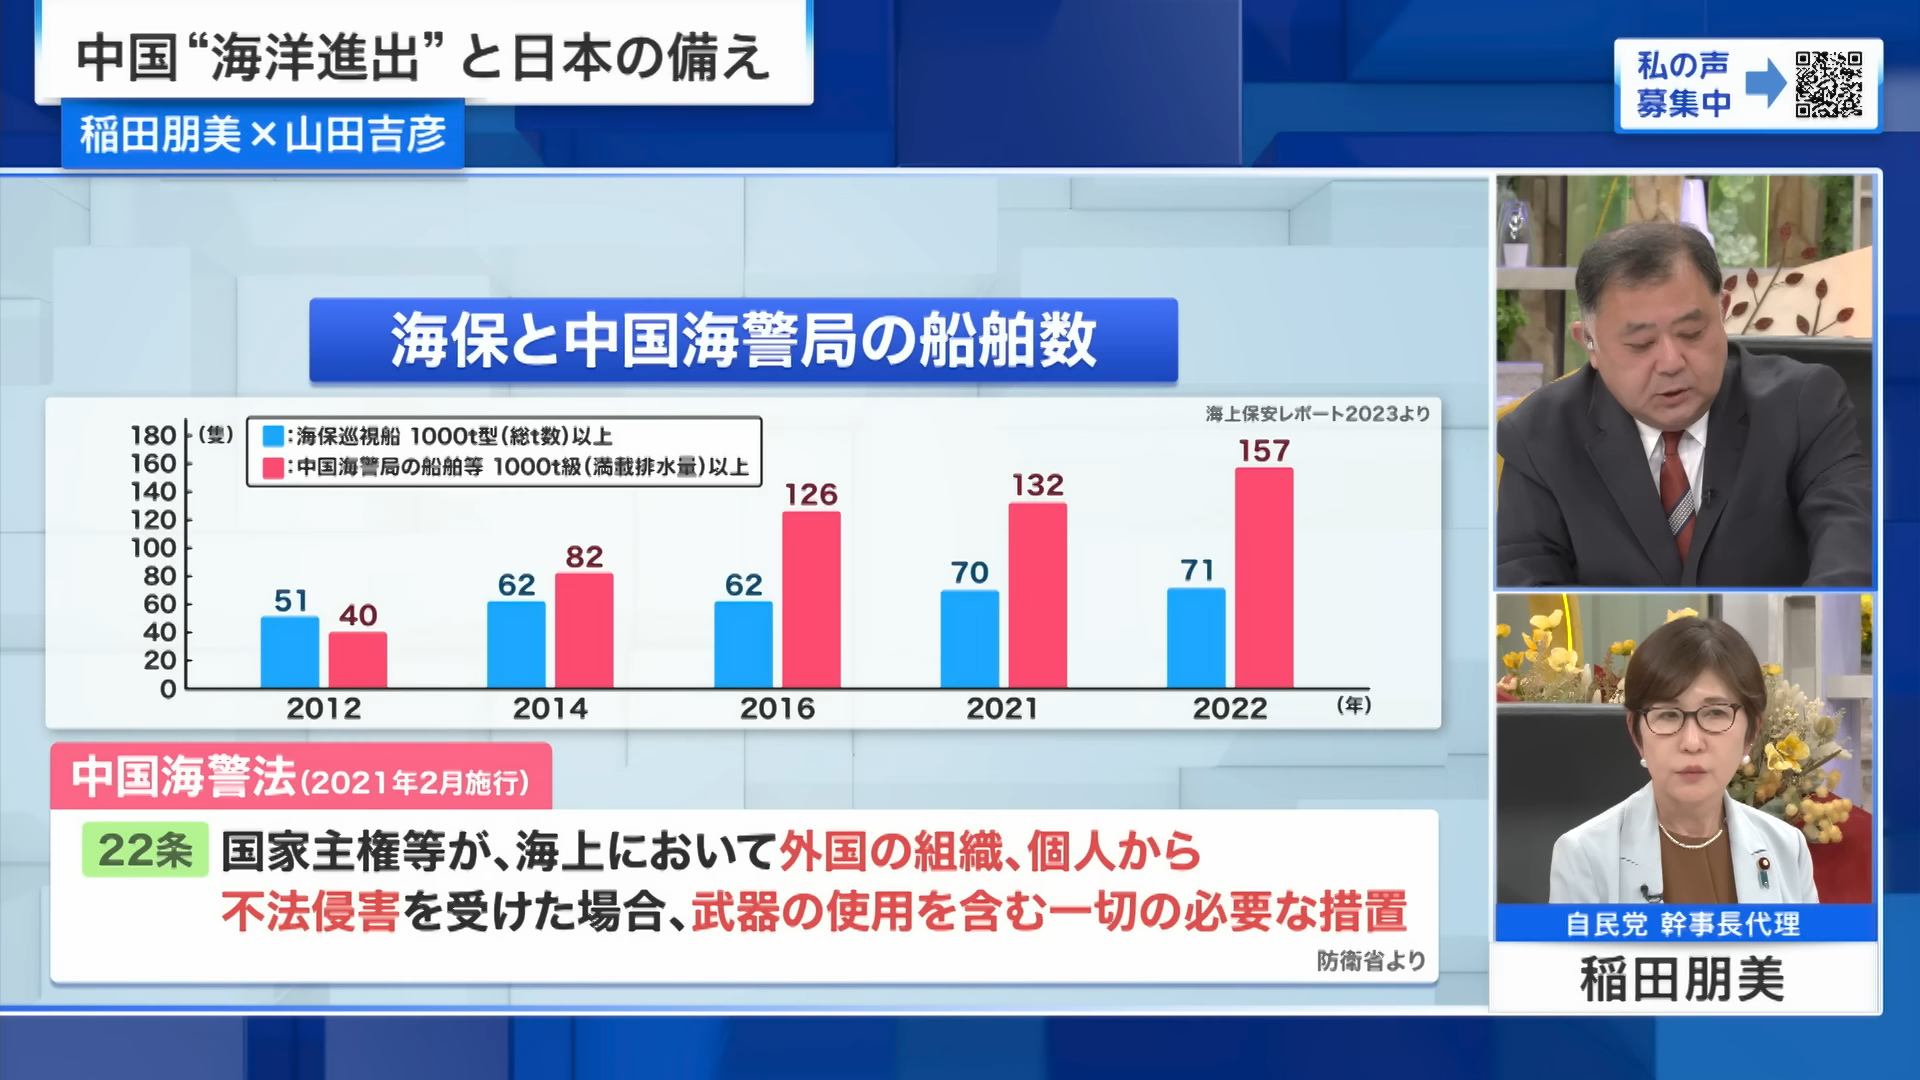 中国“海洋進出”と日本の備え
稲田朋美×山田吉彦
私の声
募集中
海保と中国海警局の船舶数
海上保安レポート2023より
180 (隻)
160
140
120
100
80
60
40
20
0
:海保巡視船 1000t型(総t数)以上
:中国海警局の船舶等 1000t級(満載排水量)以上
51 40
62 82
62 126
70 132
71 157
2012 2014 2016 2021 2022 (年)
中国海警法(2021年2月施行)
22条 国家主権等が、海上において外国の組織、個人から
不法侵害を受けた場合、武器の使用を含む一切の必要な措置
防衛省より
自民党 幹事長代理
稲田朋美